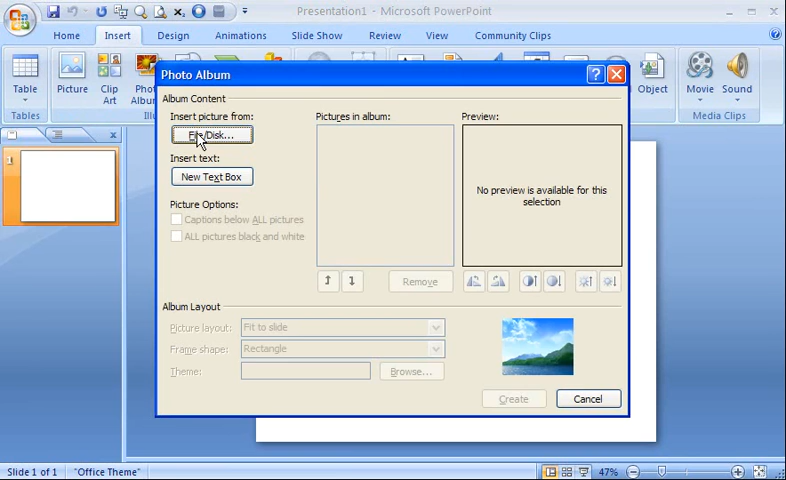 Presentation1 - Microsoft PowerPoint
Home
Insert
Design
Animations
Slide Show
Review
View
Community Clips
Table
Picture
Clip
Art
Object
Movie
Sound
Tables
Media Clips
Photo Album
Album Content
Insert picture from:
File/Disk...
Insert text:
New Text Box
Picture Options:
Captions below ALL pictures
ALL pictures black and white
Pictures in album:
Preview:
No preview is available for this
selection
Remove
Album Layout
Picture layout:
Fit to slide
Frame shape:
Rectangle
Theme:
Browse...
Create
Cancel
1
Slide 1 of 1
"Office Theme"
47%